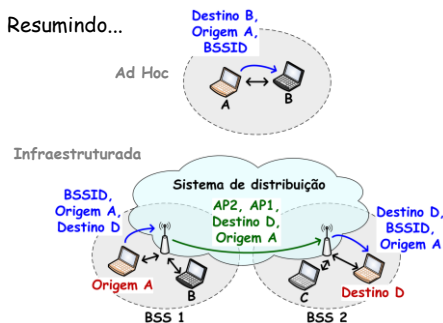 Resumindo...
Destino B,
Origem A,
BSSID
Ad Hoc
A
B
Infraestruturada
Sistema de distribuição
BSSID,
Origem A,
Destino D
AP2, AP1,
Destino D,
Origem A
Destino D,
BSSID,
Origem A
Origem A
B
C
Destino D
BSS 1
BSS 2